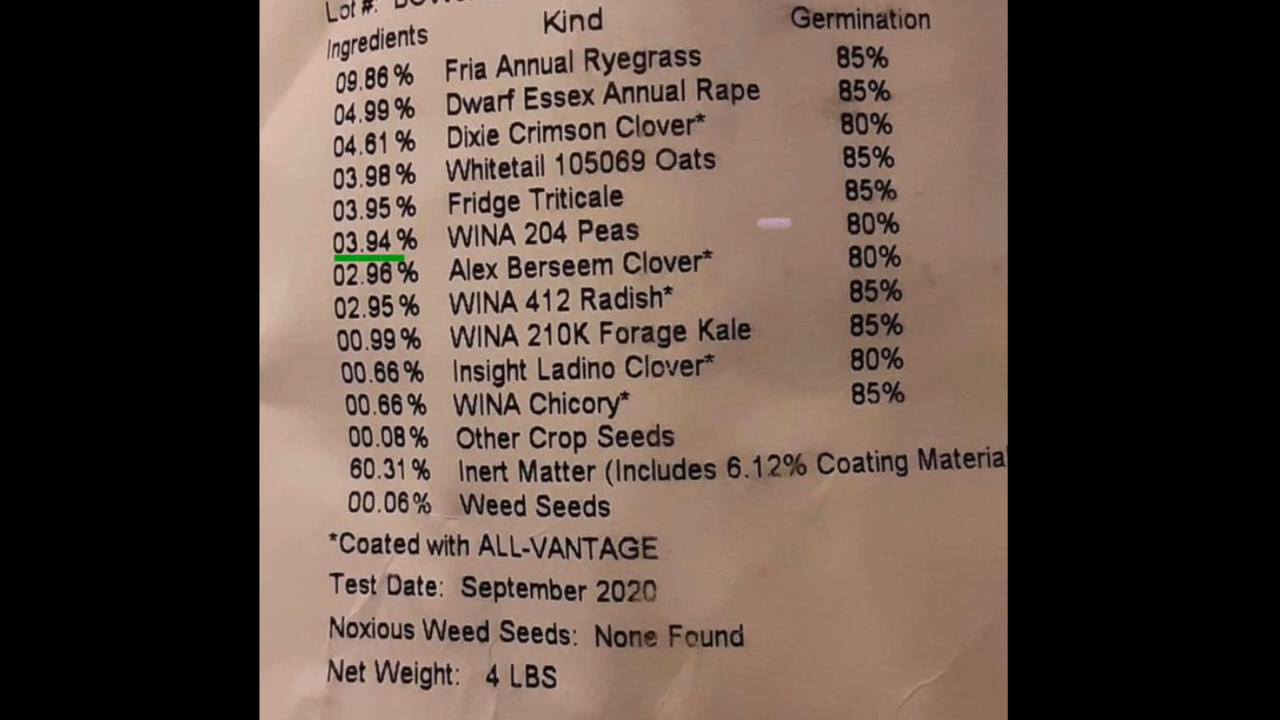 Lot #:
Ingredients Kind Germination
09.86% Fria Annual Ryegrass 85%
04.99% Dwarf Essex Annual Rape 85%
04.61% Dixie Crimson Clover* 80%
03.98% Whitetail 105069 Oats 85%
03.95% Fridge Triticale 85%
03.94% WINA 204 Peas 80%
02.96% Alex Berseem Clover* 80%
02.95% WINA 412 Radish* 85%
00.99% WINA 210K Forage Kale 85%
00.66% Insight Ladino Clover* 80%
00.66% WINA Chicory* 85%
00.08% Other Crop Seeds
60.31% Inert Matter (Includes 6.12% Coating Materia
00.06% Weed Seeds
*Coated with ALL-VANTAGE
Test Date: September 2020
Noxious Weed Seeds: None Found
Net Weight: 4 LBS